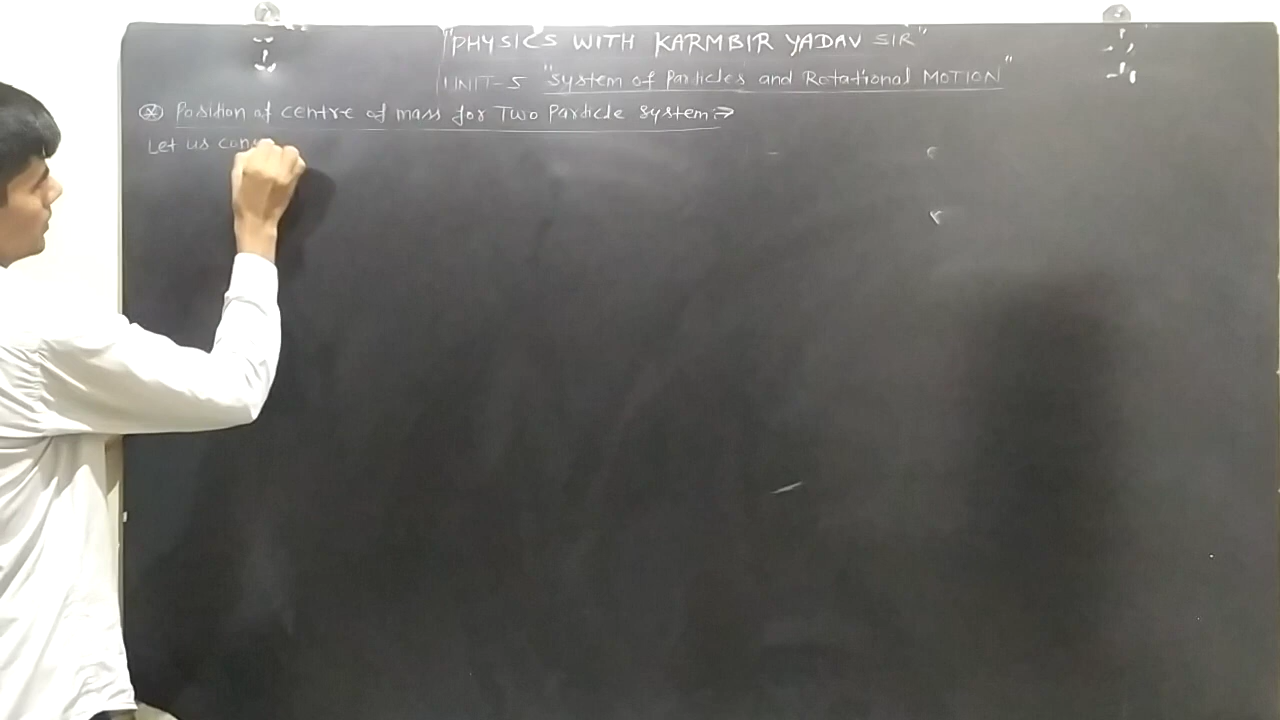 "PHYSICS WITH KARMBIR YADAV SIR"
UNIT-5 "System of Particles and Rotational MOTION"
Position of centre of mass for Two Particle system:⇒
Let us con